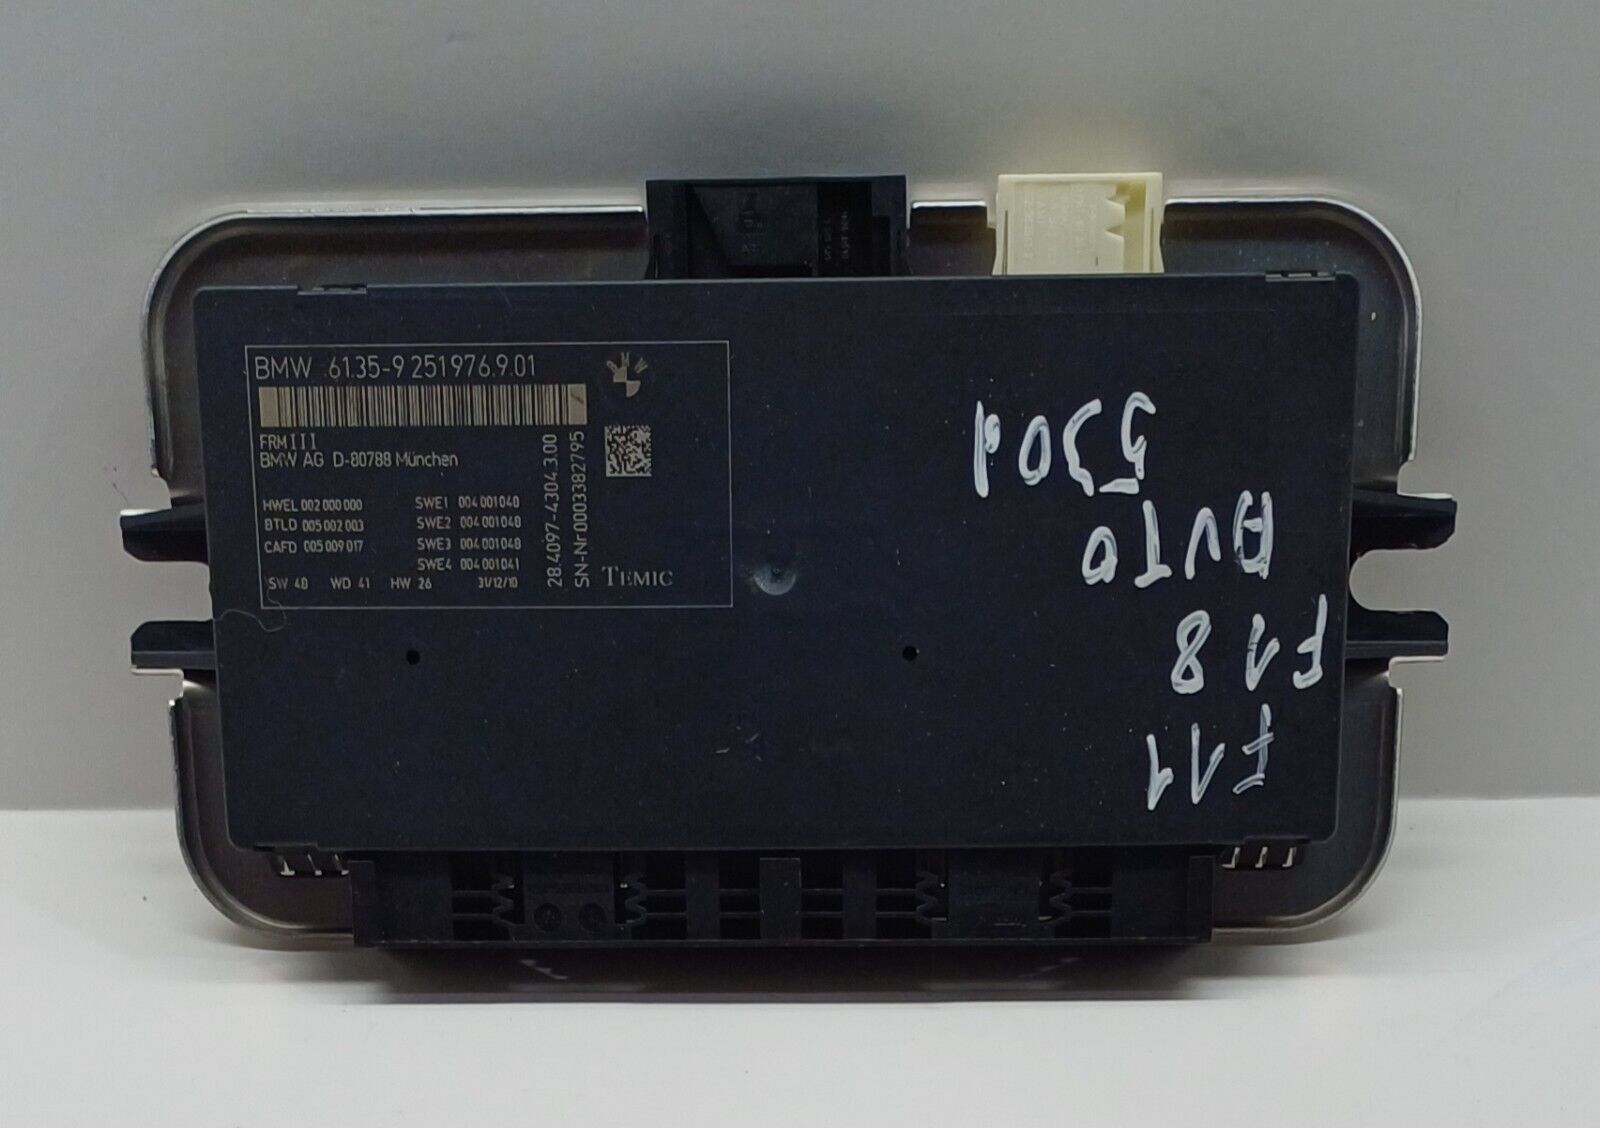 BMW 61.35-9 251976.9.01
FRMIII
BMW AG D-80788 München
HWEL 002 000 000
BTLD 005 002 003
CAFD 005 009 017
SW 48 WD 41 HW 26 31/12/10
SWE1 004 001 040
SWE2 004 001 040
SWE3 004 001 040
SWE4 004 001 041
28.4097-4304.3.00
SN-Nr 0003382795
TEMIC
BMW
F11
F18
AUTO
530d